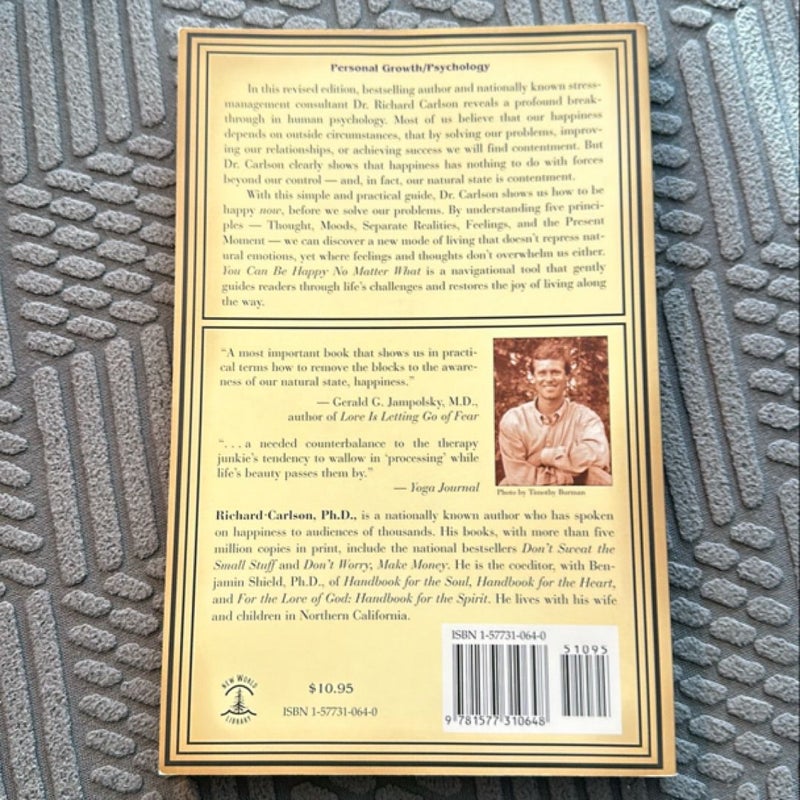 Personal Growth/Psychology
In this revised edition, bestselling author and nationally known stress-
management consultant Dr. Richard Carlson reveals a profound break-
through in human psychology. Most of us believe that our happiness
depends on outside circumstances, that by solving our problems, improv-
ing our relationships, or achieving success we will find contentment. But
Dr. Carlson clearly shows that happiness has nothing to do with forces
beyond our control — and, in fact, our natural state is contentment.
With this simple and practical guide, Dr. Carlson shows us how to be
happy now, before we solve our problems. By understanding five princi-
ples — Thought, Moods, Separate Realities, Feelings, and the Present
Moment — we can discover a new mode of living that doesn't repress nat-
ural emotions, yet where feelings and thoughts don't overwhelm us either.
You Can Be Happy No Matter What is a navigational tool that gently
guides readers through life's challenges and restores the joy of living along
the way.
“A most important book that shows us in practi-
cal terms how to remove the blocks to the aware-
ness of our natural state, happiness.”
— Gerald G. Jampolsky, M.D.,
author of Love Is Letting Go of Fear
“. . . a needed counterbalance to the therapy
junkie's tendency to wallow in ‘processing’ while
life's beauty passes them by.”
— Yoga Journal
Photo by Timothy Burman
Richard Carlson, Ph.D., is a nationally known author who has spoken
on happiness to audiences of thousands. His books, with more than five
million copies in print, include the national bestsellers Don't Sweat the
Small Stuff and Don't Worry, Make Money. He is the coeditor, with Ben-
jamin Shield, Ph.D., of Handbook for the Soul, Handbook for the Heart,
and For the Love of God: Handbook for the Spirit. He lives with his wife
and children in Northern California.
NEW WORLD
LIBRARY
$10.95
ISBN 1-57731-064-0
ISBN 1-57731-064-0
51095
9 781577 310648